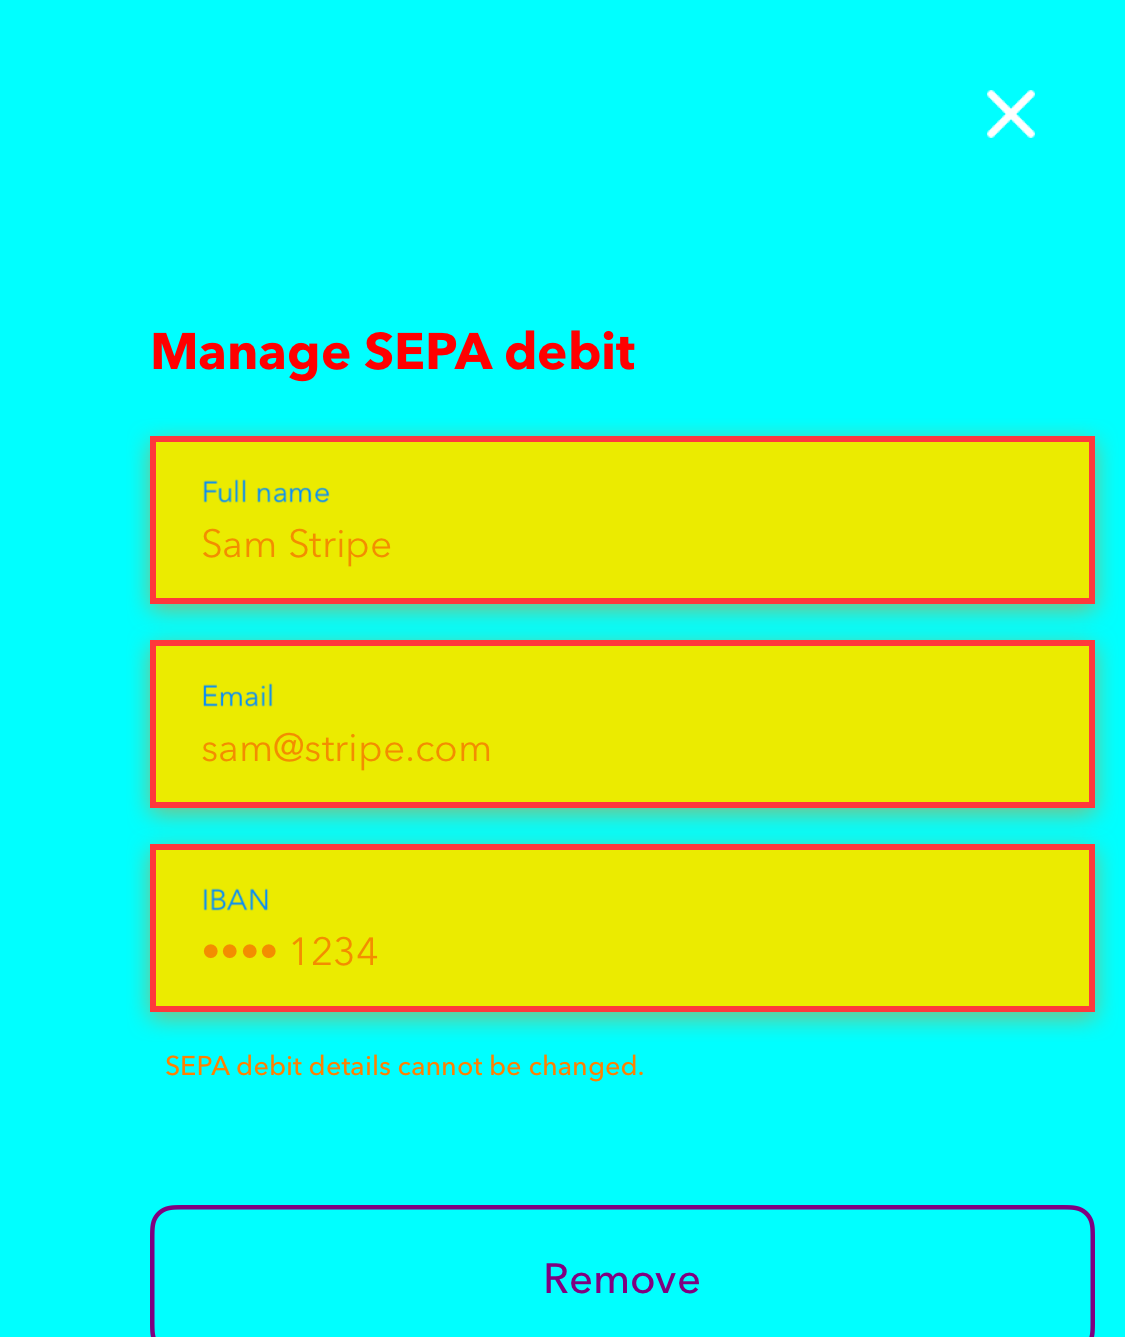 Manage SEPA debit
Full name
Sam Stripe
Email
sam@stripe.com
IBAN
•••• 1234
SEPA debit details cannot be changed.
Remove